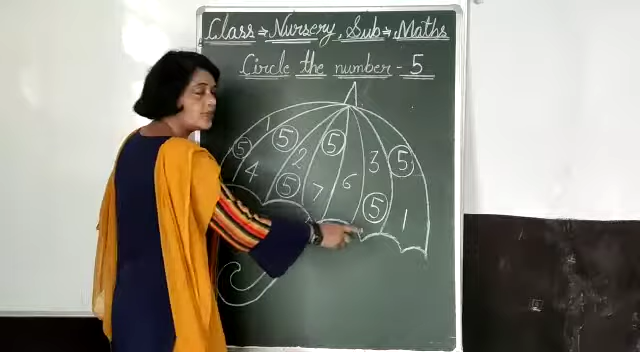 Class → Nursery, Sub → Maths
Circle the number - 5
1 5 5
5 2 3 5
4 5 7 6
5 1